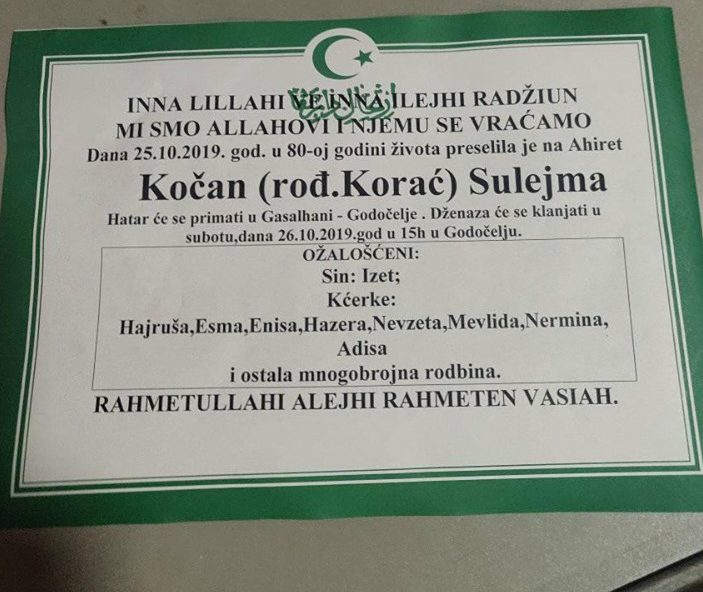 INNA LILLAHI VE INNA ILEJHI RADŽIUN
MI SMO ALLAHOVI I NJEMU SE VRAĆAMO
Dana 25.10.2019. god. u 80-oj godini života preselila je na Ahiret
Kočan (rođ.Korać) Sulejma
Hatar će se primati u Gasalhani - Godočelje . Dženaza će se klanjati u
subotu,dana 26.10.2019.god u 15h u Godočelju.
OŽALOŠĆENI:
Sin: Izet;
Kćerke:
Hajruša,Esma,Enisa,Hazera,Nevzeta,Mevlida,Nermina,
Adisa
i ostala mnogobrojna rodbina.
RAHMETULLAHI ALEJHI RAHMETEN VASIAH.